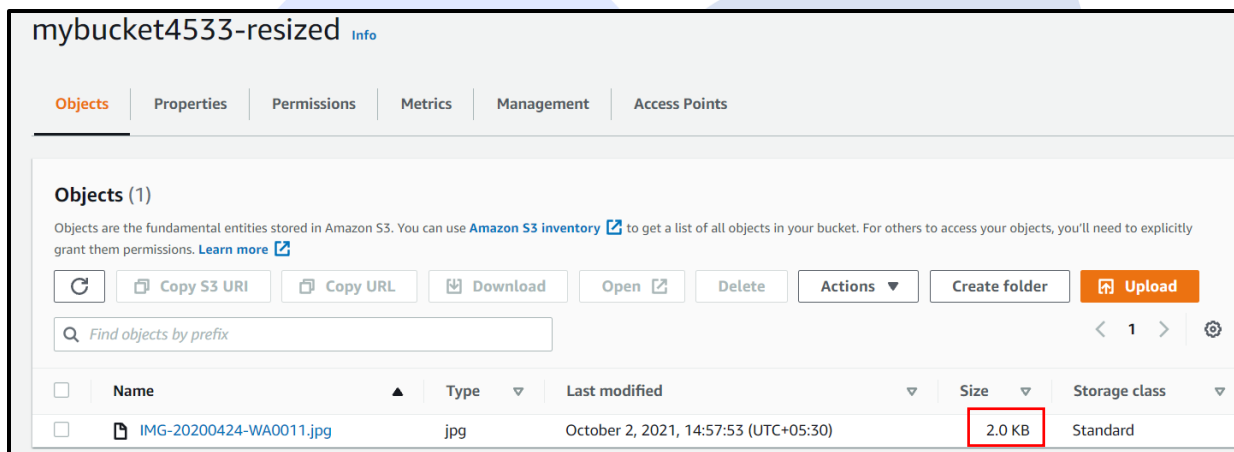 mybucket4533-resized Info
Objects Properties Permissions Metrics Management Access Points
Objects (1)
Objects are the fundamental entities stored in Amazon S3. You can use Amazon S3 inventory to get a list of all objects in your bucket. For others to access your objects, you'll need to explicitly
grant them permissions. Learn more
Copy S3 URI Copy URL Download Open Delete Actions Create folder Upload
Find objects by prefix
1
Name Type Last modified Size Storage class
IMG-20200424-WA0011.jpg jpg October 2, 2021, 14:57:53 (UTC+05:30) 2.0 KB Standard